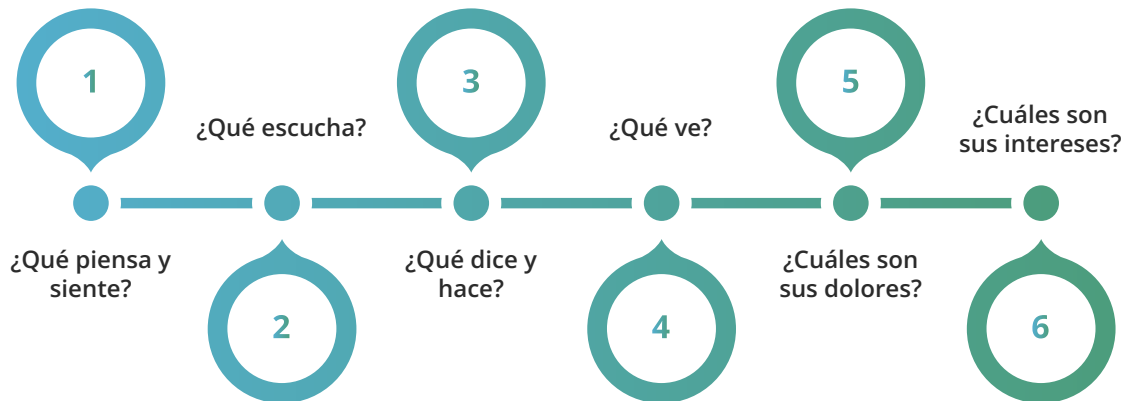 1
¿Qué piensa y
siente?
2
¿Qué escucha?
3
¿Qué dice y
hace?
4
¿Qué ve?
5
¿Cuáles son
sus dolores?
6
¿Cuáles son
sus intereses?